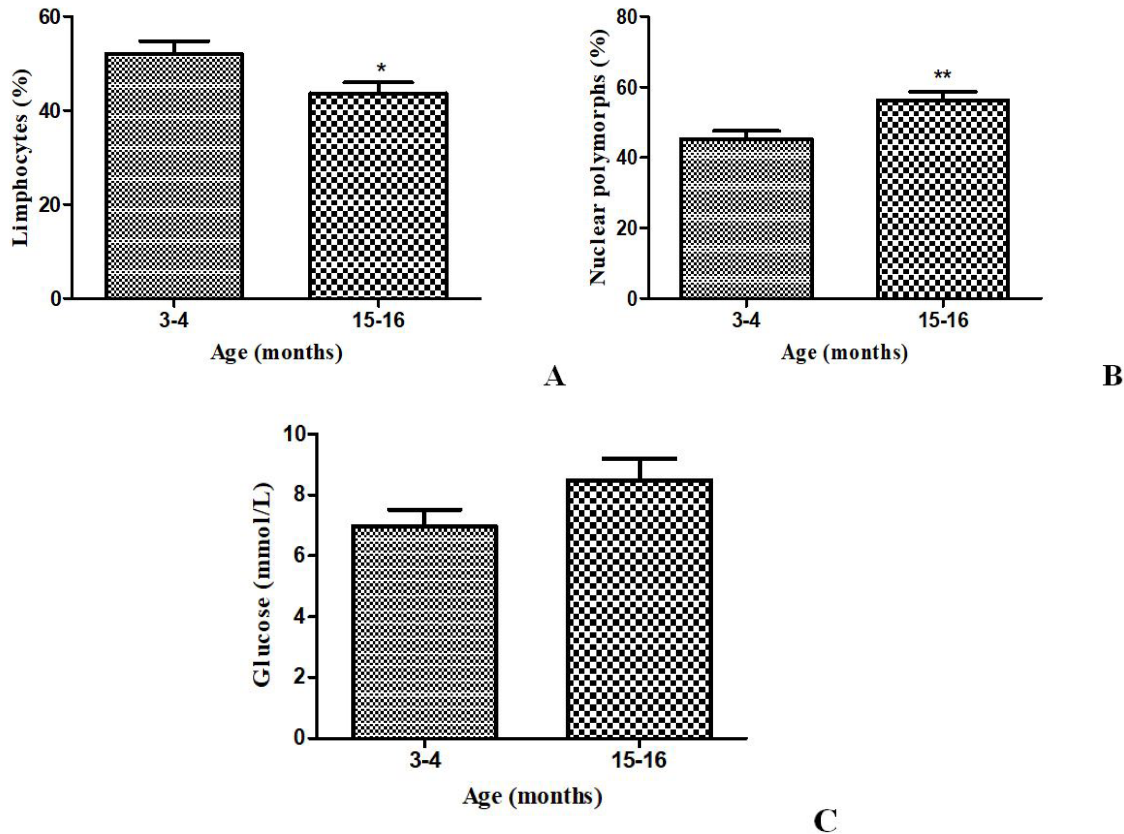 Limphocytes (%)
60
40
20
0
*
3-4
15-16
Age (months)
A
Nuclear polymorphs (%)
80
60
40
20
0
**
3-4
15-16
Age (months)
B
Glucose (mmol/L)
10
8
6
4
2
0
3-4
15-16
Age (months)
C